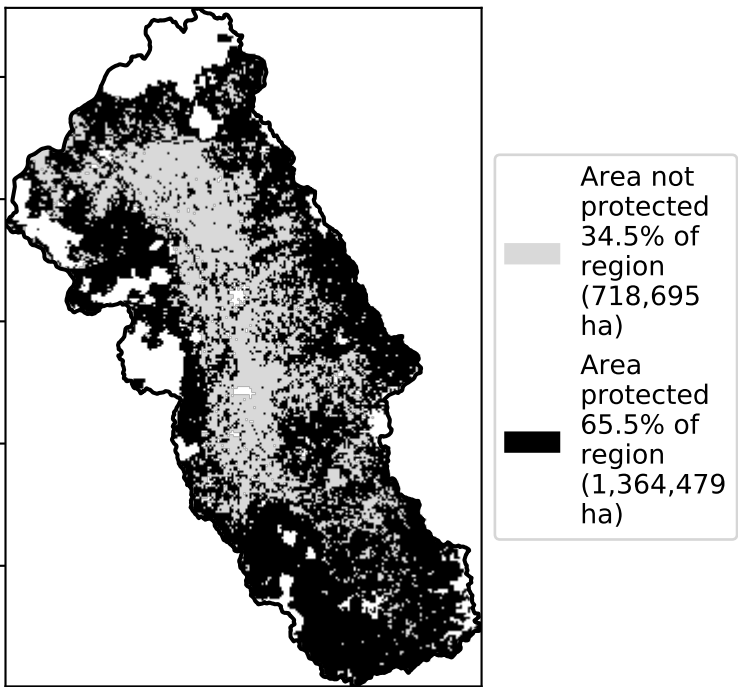 Area not
protected
34.5% of
region
(718,695
ha)
Area
protected
65.5% of
region
(1,364,479
ha)